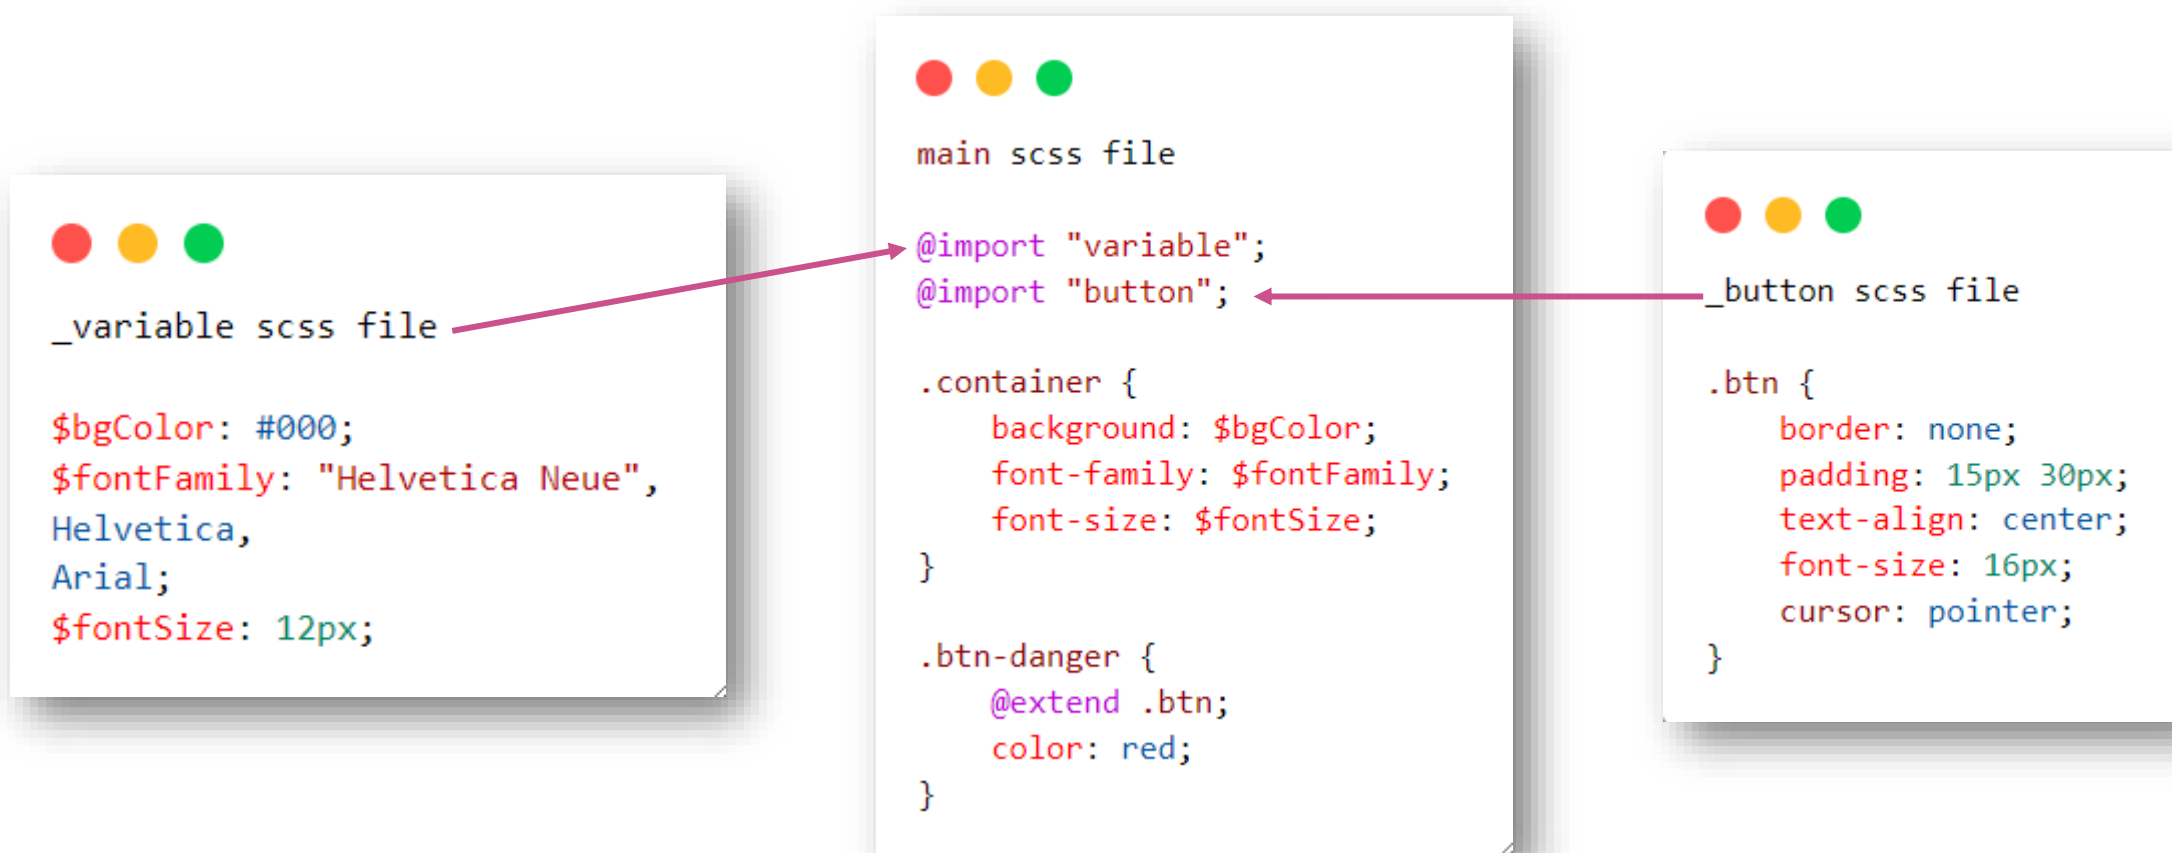 _variable scss file
$bgColor: #000;
$fontFamily: "Helvetica Neue",
Helvetica,
Arial;
$fontSize: 12px;
main scss file
@import "variable";
@import "button";
.container {
    background: $bgColor;
    font-family: $fontFamily;
    font-size: $fontSize;
}
.btn-danger {
    @extend .btn;
    color: red;
}
_button scss file
.btn {
    border: none;
    padding: 15px 30px;
    text-align: center;
    font-size: 16px;
    cursor: pointer;
}